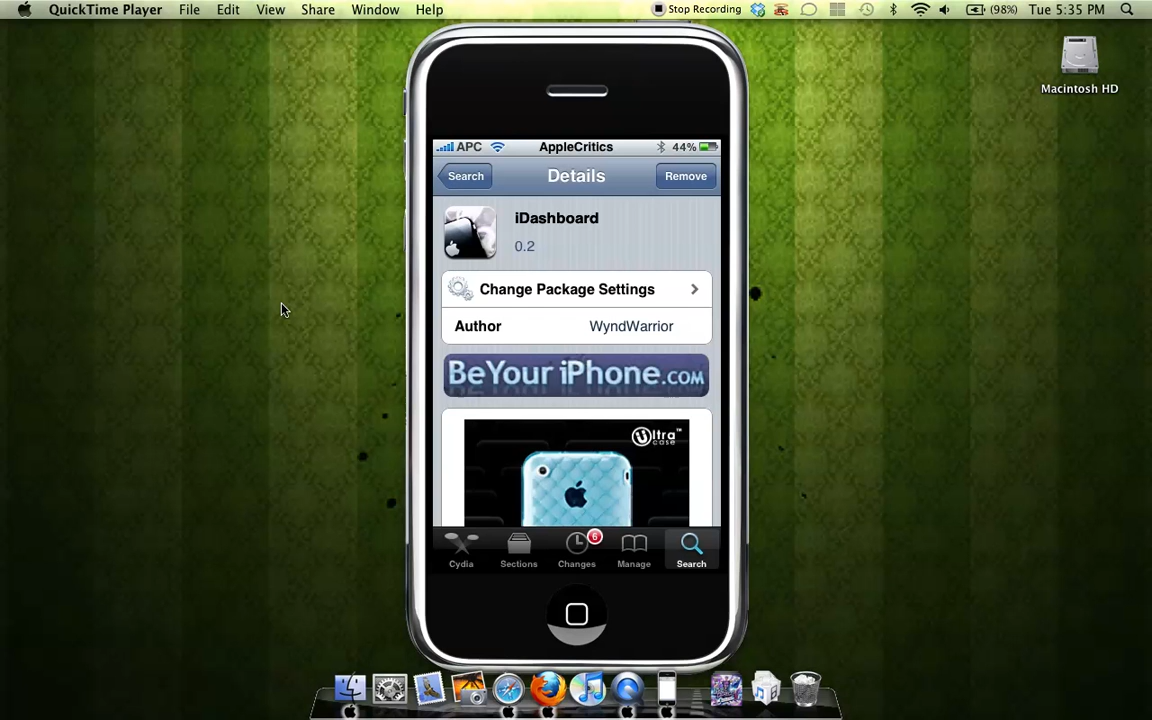 QuickTime Player File Edit View Share Window Help Stop Recording (98%) Tue 5:35 PM
Macintosh HD
APC AppleCritics 44%
Search Details Remove
iDashboard
0.2
Change Package Settings
Author WyndWarrior
BeYour iPhone.COM
Ultra™
case
Cydia Sections Changes 6 Manage Search